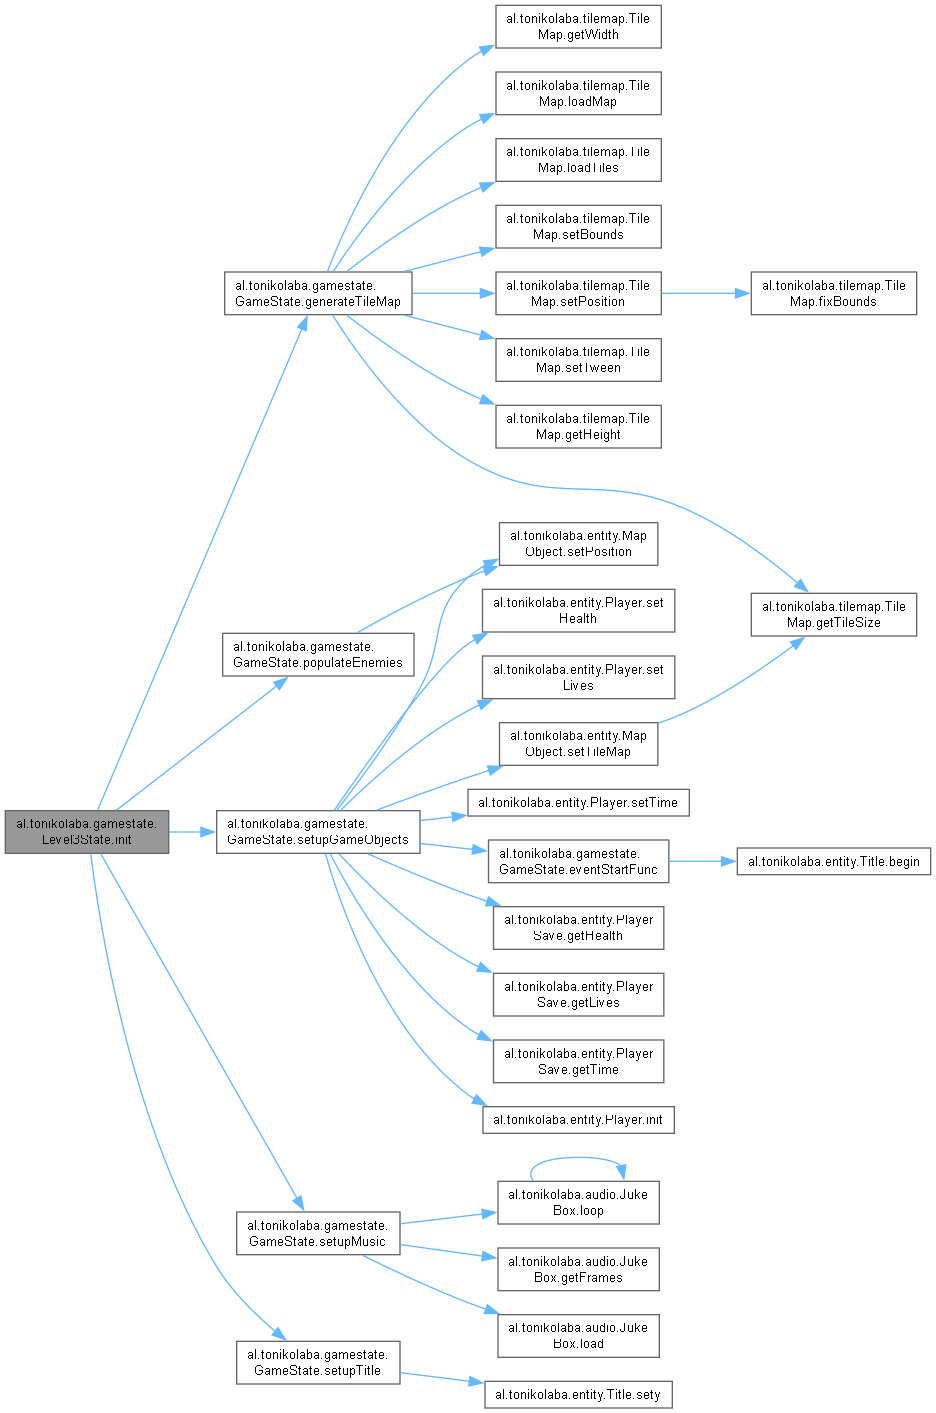 al.tonikolaba.tilemap.Tile
Map.getWidth
al.tonikolaba.tilemap.Tile
Map.loadMap
al.tonikolaba.tilemap.Tile
Map.loadTiles
al.tonikolaba.tilemap.Tile
Map.setBounds
al.tonikolaba.gamestate.
GameState.generateTileMap
al.tonikolaba.tilemap.Tile
Map.setPosition
al.tonikolaba.tilemap.Tile
Map.fixBounds
al.tonikolaba.tilemap.Tile
Map.setTween
al.tonikolaba.tilemap.Tile
Map.getHeight
al.tonikolaba.entity.Map
Object.setPosition
al.tonikolaba.entity.Player.set
Health
al.tonikolaba.tilemap.Tile
Map.getTileSize
al.tonikolaba.gamestate.
GameState.populateEnemies
al.tonikolaba.entity.Player.set
Lives
al.tonikolaba.entity.Map
Object.setTileMap
al.tonikolaba.entity.Player.setTime
al.tonikolaba.gamestate.
Level3State.init
al.tonikolaba.gamestate.
GameState.setupGameObjects
al.tonikolaba.gamestate.
GameState.eventStartFunc
al.tonikolaba.entity.Title.begin
al.tonikolaba.entity.Player
Save.getHealth
al.tonikolaba.entity.Player
Save.getLives
al.tonikolaba.entity.Player
Save.getTime
al.tonikolaba.entity.Player.init
al.tonikolaba.audio.Juke
Box.loop
al.tonikolaba.gamestate.
GameState.setupMusic
al.tonikolaba.audio.Juke
Box.getFrames
al.tonikolaba.audio.Juke
Box.load
al.tonikolaba.gamestate.
GameState.setupTitle
al.tonikolaba.entity.Title.sety